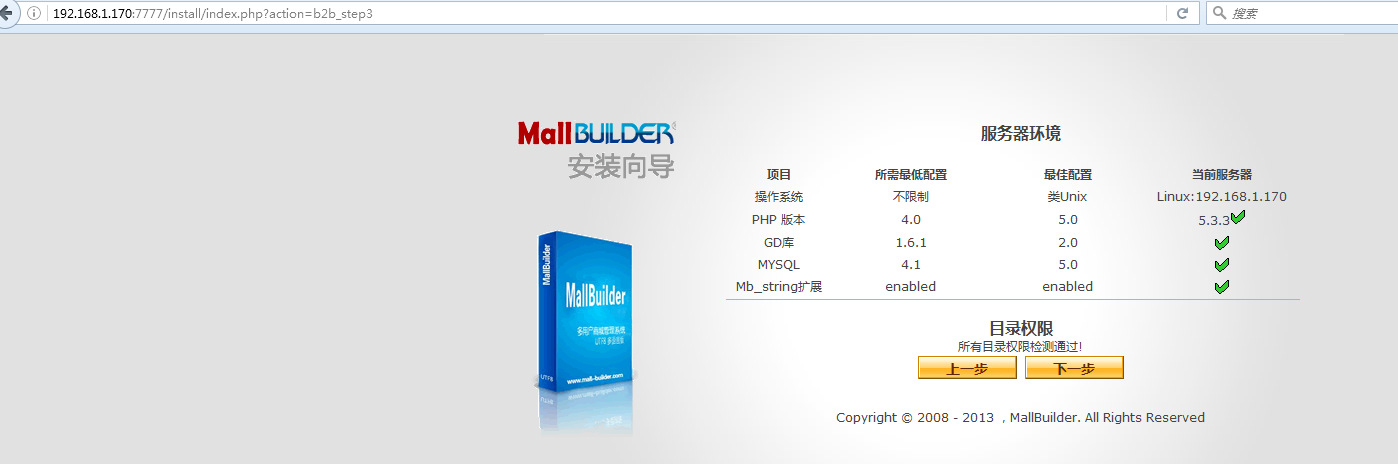 192.168.1.170:7777/install/index.php?action=b2b_step3
搜索
MallBUILDER
安装向导
服务器环境
项目 所需最低配置 最佳配置 当前服务器
操作系统 不限制 类Unix Linux:192.168.1.170
PHP 版本 4.0 5.0 5.3.3
GD库 1.6.1 2.0
MYSQL 4.1 5.0
Mb_string扩展 enabled enabled
MallBuilder
MallBuilder
多用户商城管理系统
UTF8
www.mall-builder.com
UTF8
目录权限
所有目录权限检测通过!
上一步 下一步
Copyright © 2008 - 2013 , MallBuilder. All Rights Reserved